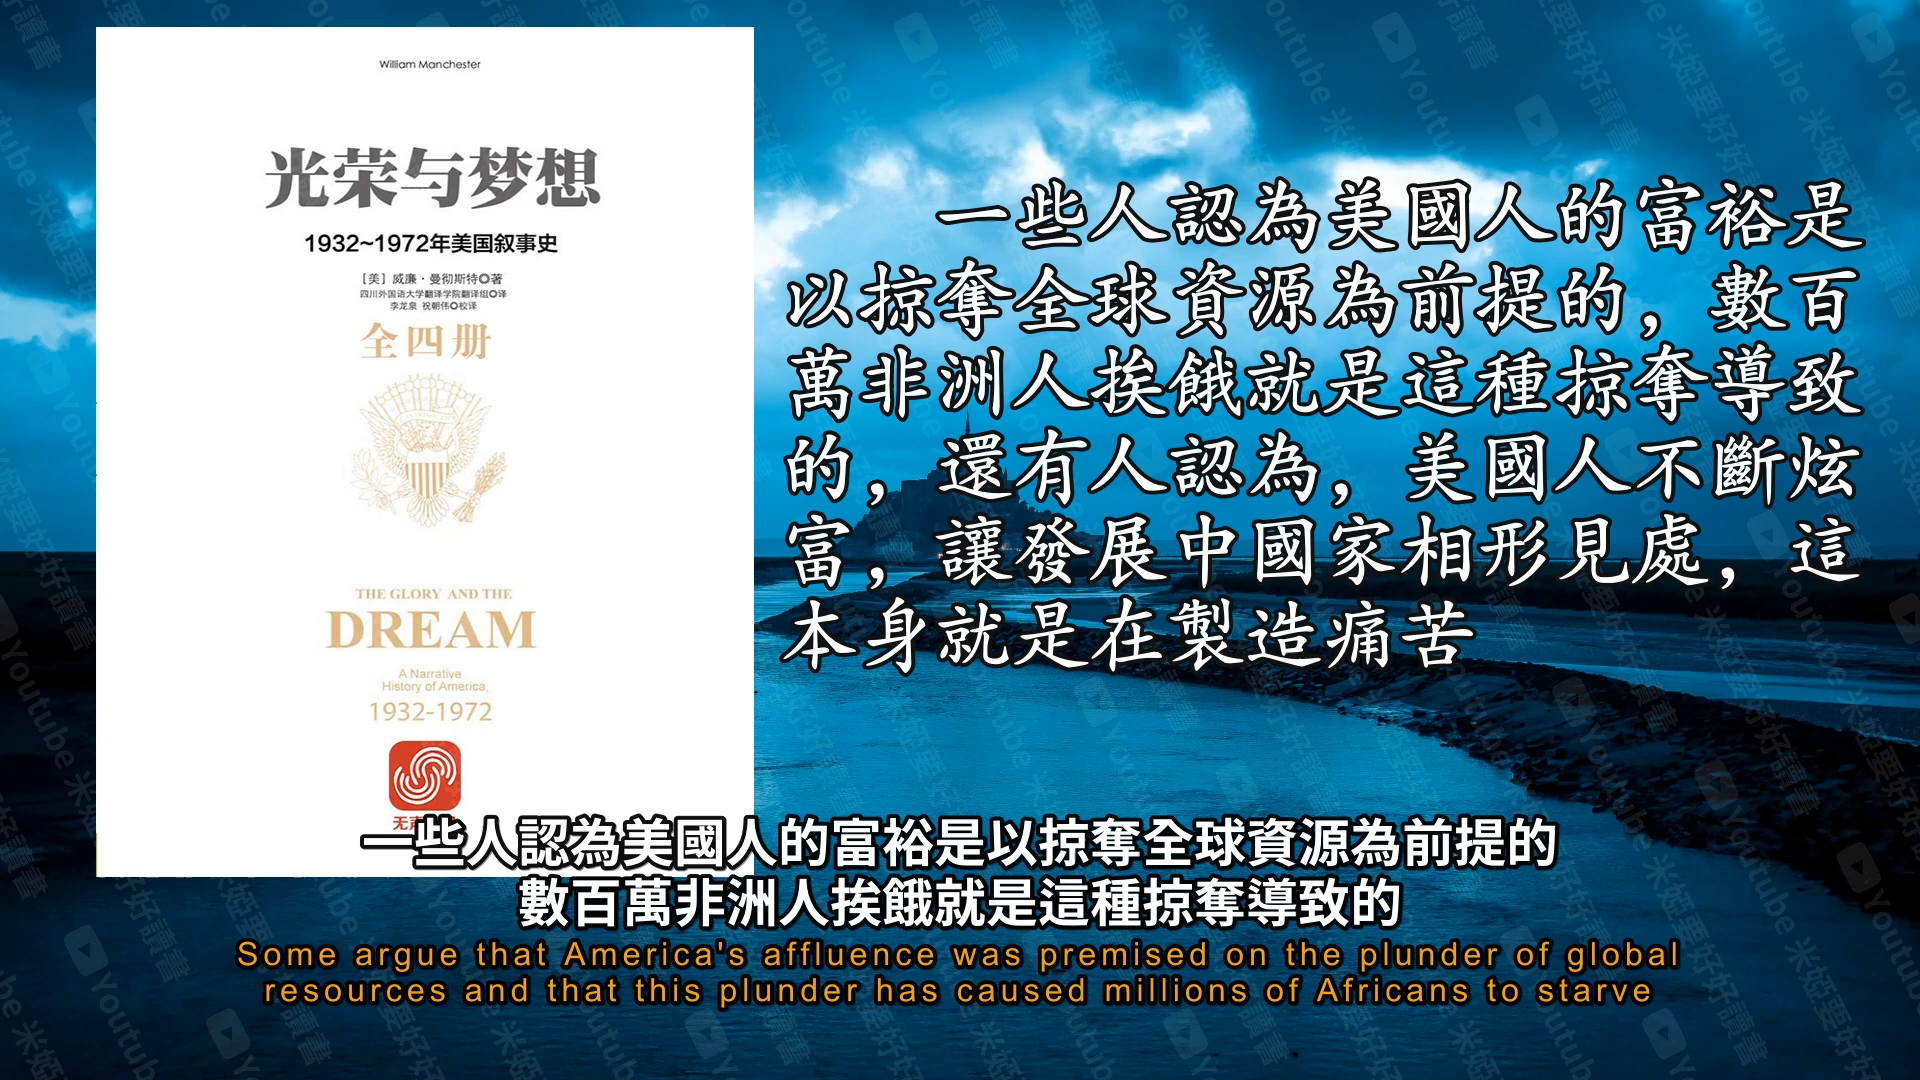 William Manchester
光荣与梦想
1932~1972年美国叙事史
［美］威廉·曼彻斯特◎著
四川外国语大学翻译学院翻译组◎译
李龙泉 祝朝伟◎校译
全四册
THE GLORY AND THE
DREAM
A Narrative
History of America,
1932-1972
一些人認為美國人的富裕是
以掠奪全球資源為前提的，數百
萬非洲人挨餓就是這種掠奪導致
的，還有人認為，美國人不斷炫
富，讓發展中國家相形見處，這
本身就是在製造痛苦
一些人認為美國人的富裕是以掠奪全球資源為前提的
數百萬非洲人挨餓就是這種掠奪導致的
Some argue that America's affluence was premised on the plunder of global
resources and that this plunder has caused millions of Africans to starve
Youtube 米婭要好好讀書